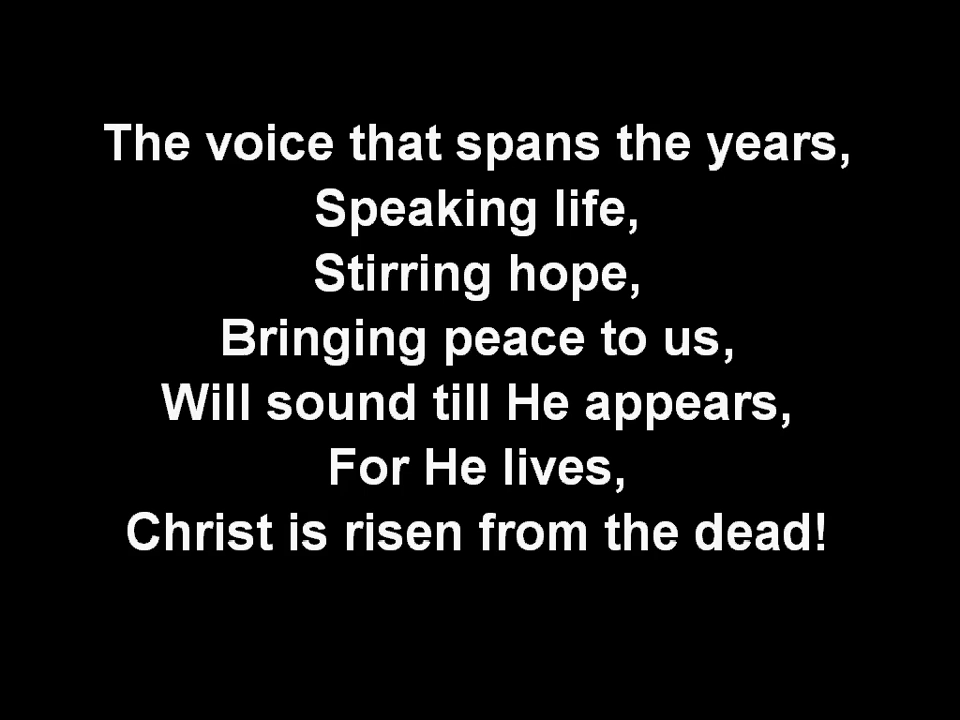 The voice that spans the years,
Speaking life,
Stirring hope,
Bringing peace to us,
Will sound till He appears,
For He lives,
Christ is risen from the dead!